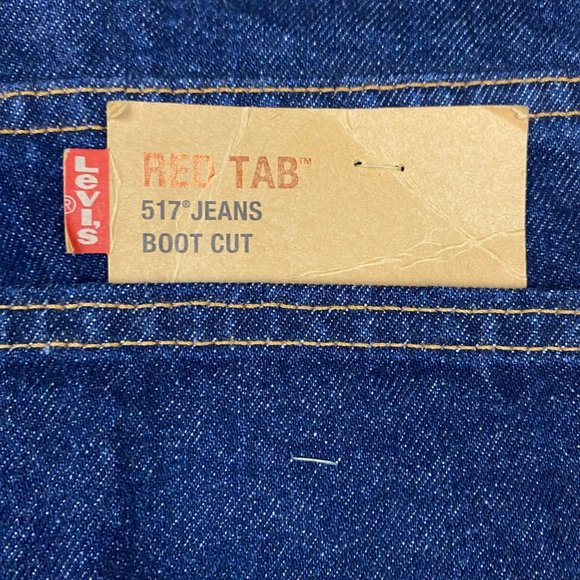 RED TAB™
517® JEANS
BOOT CUT
LeVI'S
®